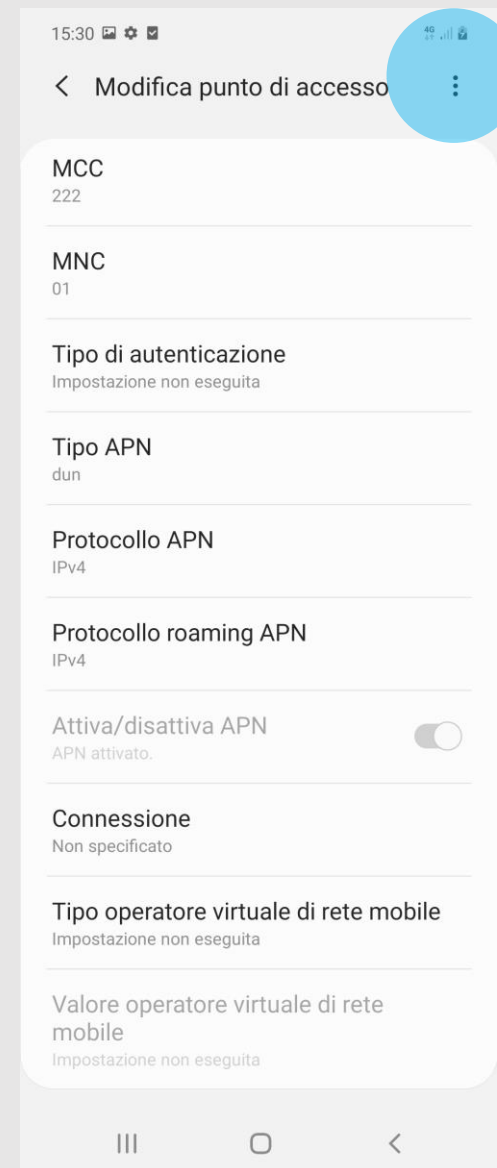 15:30 4G
Modifica punto di accesso
MCC
222
MNC
01
Tipo di autenticazione
Impostazione non eseguita
Tipo APN
dun
Protocollo APN
IPv4
Protocollo roaming APN
IPv4
Attiva/disattiva APN
APN attivato.
Connessione
Non specificato
Tipo operatore virtuale di rete mobile
Impostazione non eseguita
Valore operatore virtuale di rete
mobile
Impostazione non eseguita